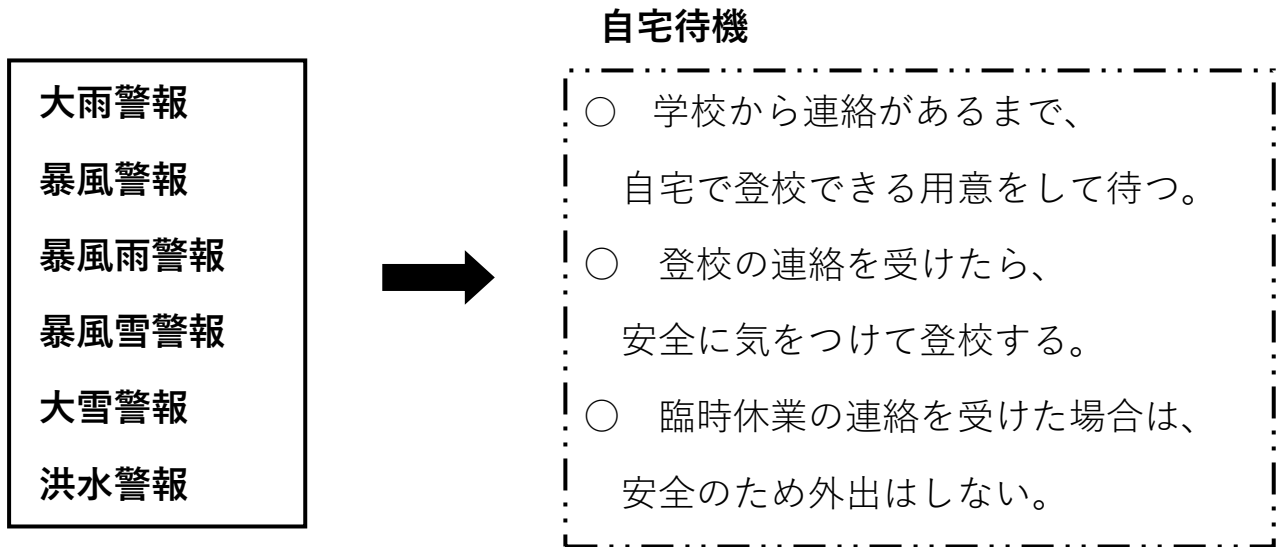 自宅待機
大雨警報
暴風警報
暴風雨警報
暴風雪警報
大雪警報
洪水警報
○　学校から連絡があるまで、
自宅で登校できる用意をして待つ。
○　登校の連絡を受けたら、
安全に気をつけて登校する。
○　臨時休業の連絡を受けた場合は、
安全のため外出はしない。